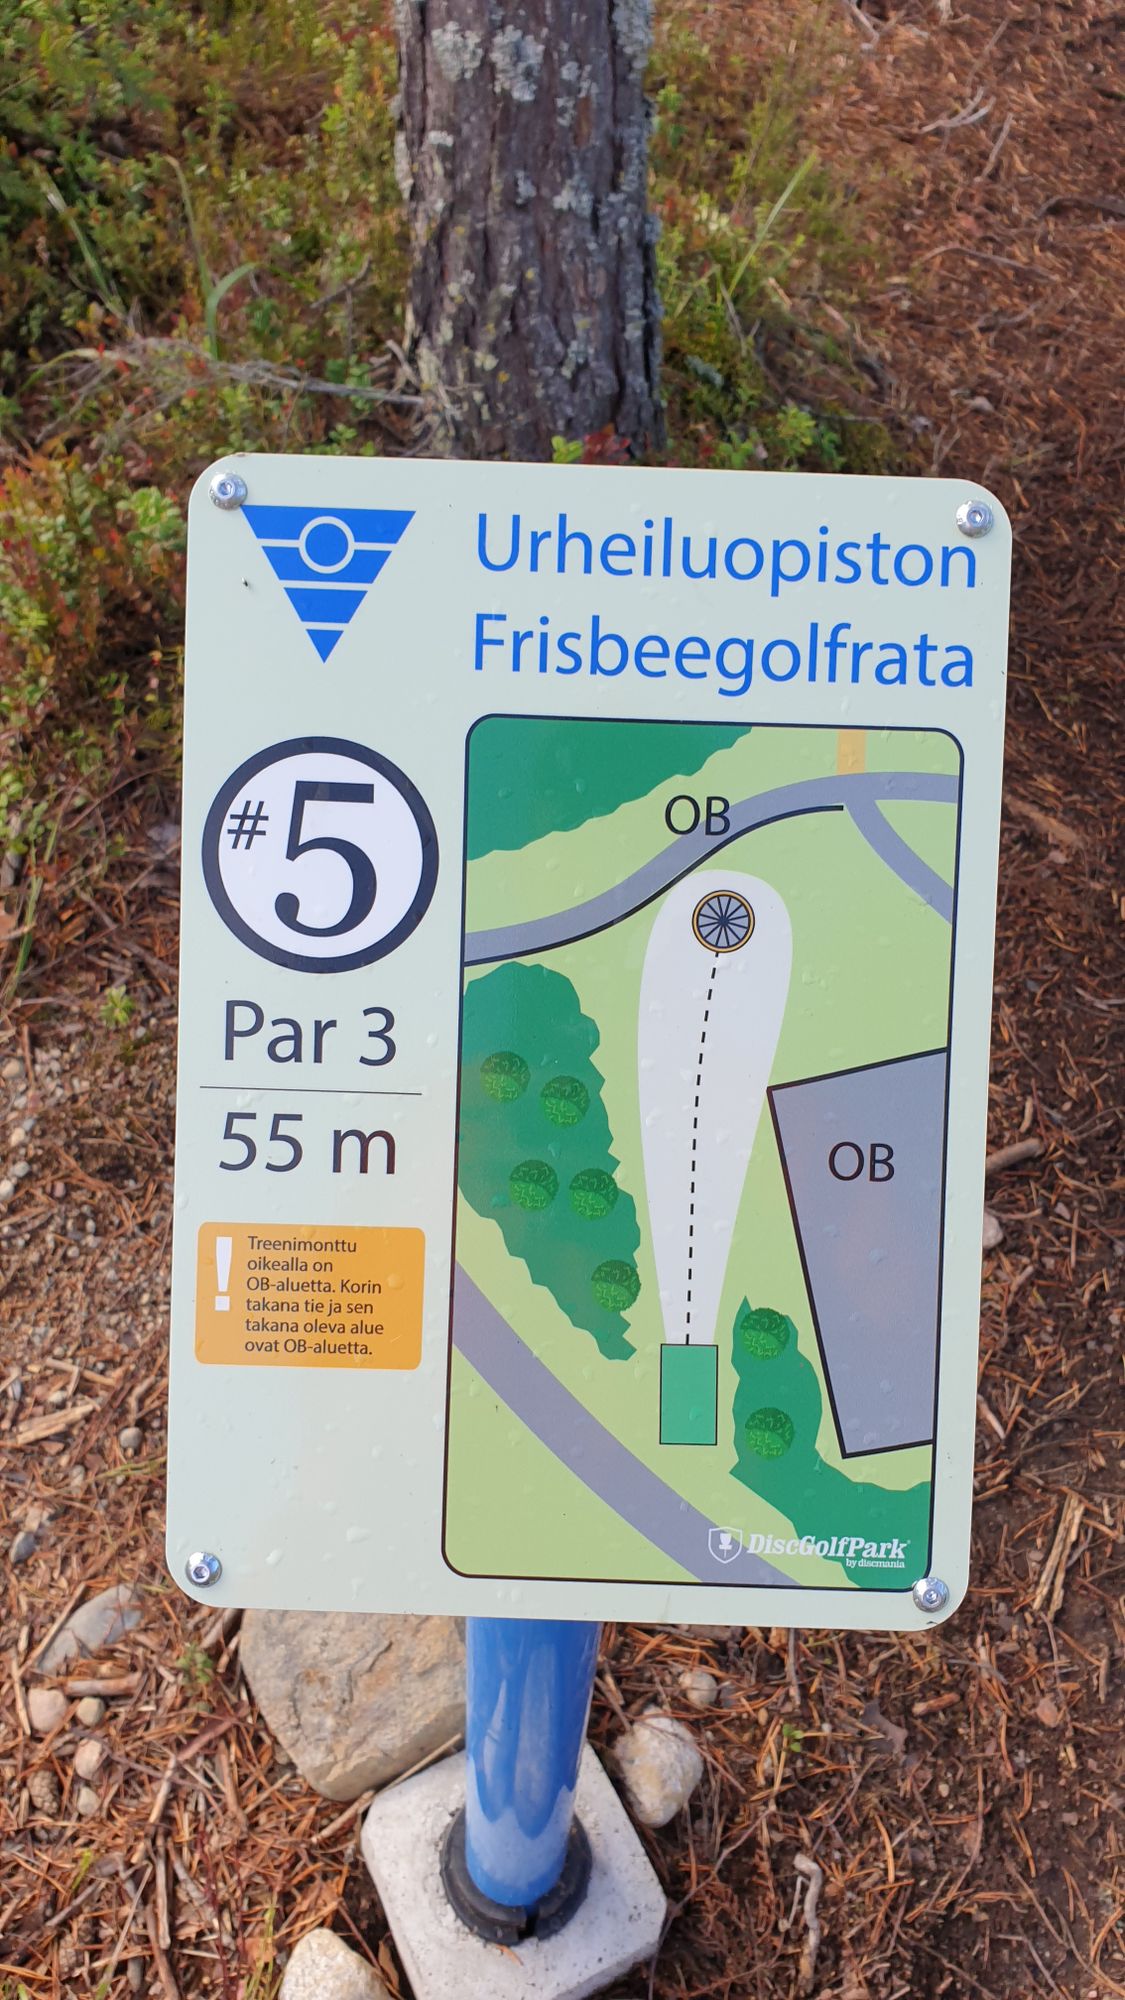 Urheiluopiston
Frisbeegolfrata
#5
Par 3
55 m
!
Treenimonttu
oikealla on
OB-aluetta. Korin
takana tie ja sen
takana oleva alue
ovat OB-aluetta.
OB
OB
DiscGolfPark
by discmania